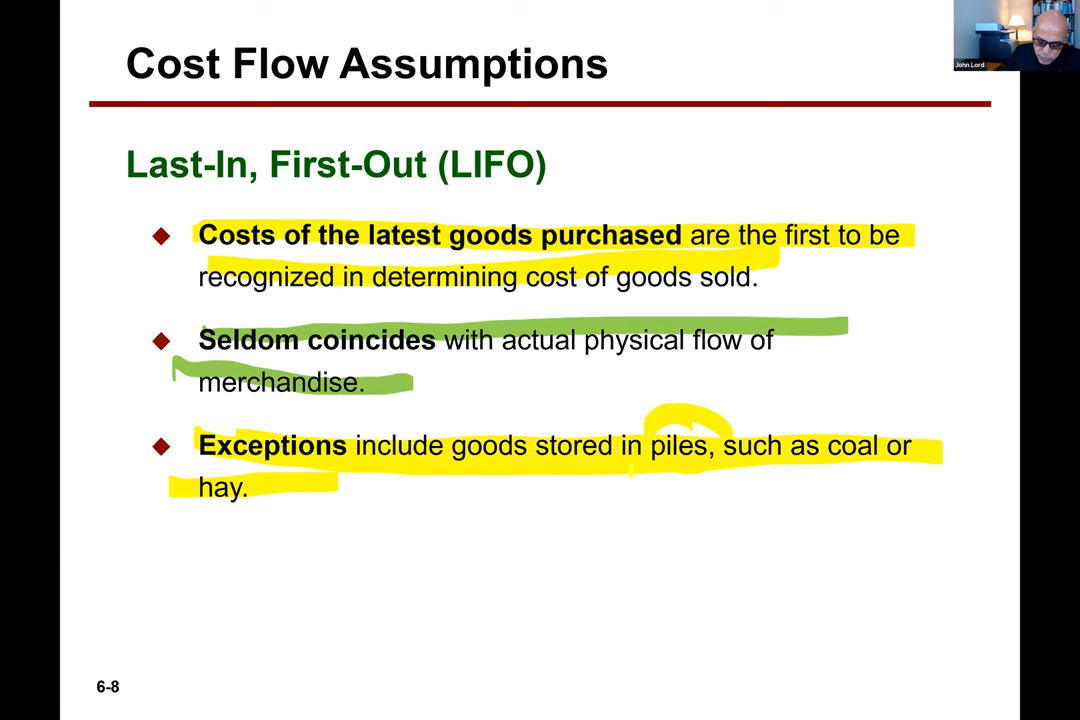 Cost Flow Assumptions
John Lord
Last-In, First-Out (LIFO)
Costs of the latest goods purchased are the first to be
recognized in determining cost of goods sold.
Seldom coincides with actual physical flow of
merchandise.
Exceptions include goods stored in piles, such as coal or
hay.
6-8